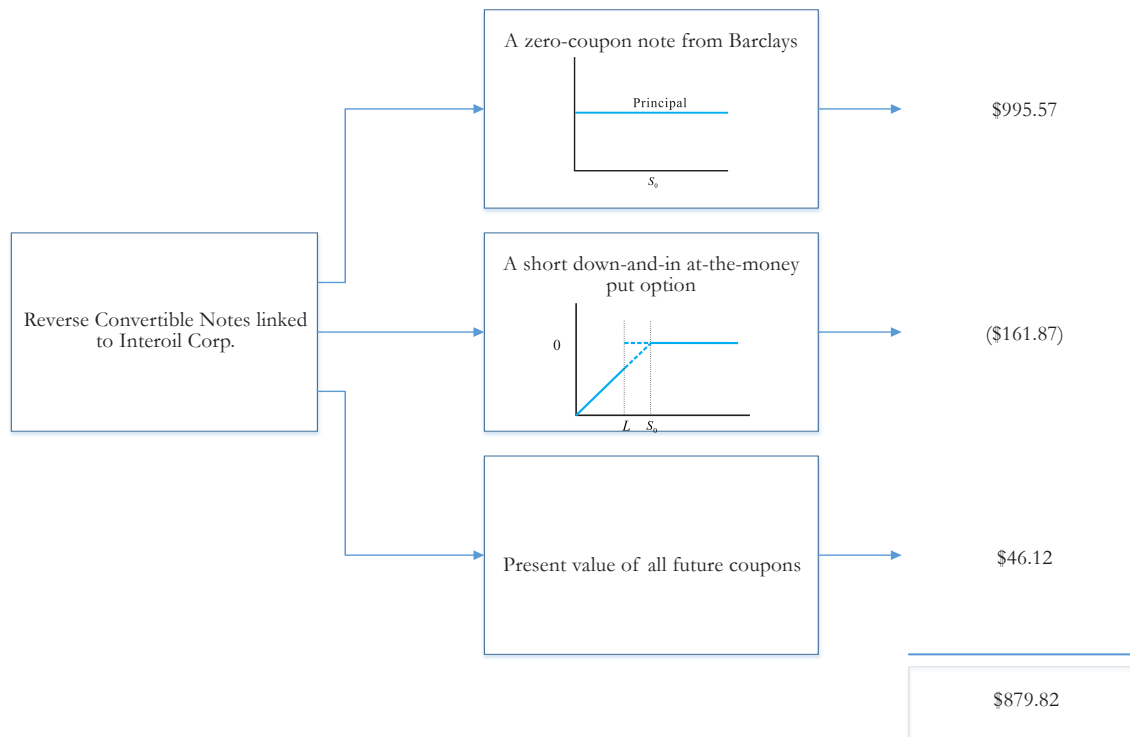 A zero-coupon note from Barclays
Principal
S₀
$995.57
Reverse Convertible Notes linked
to Interoil Corp.
A short down-and-in at-the-money
put option
0
L S₀
($161.87)
Present value of all future coupons
$46.12
$879.82